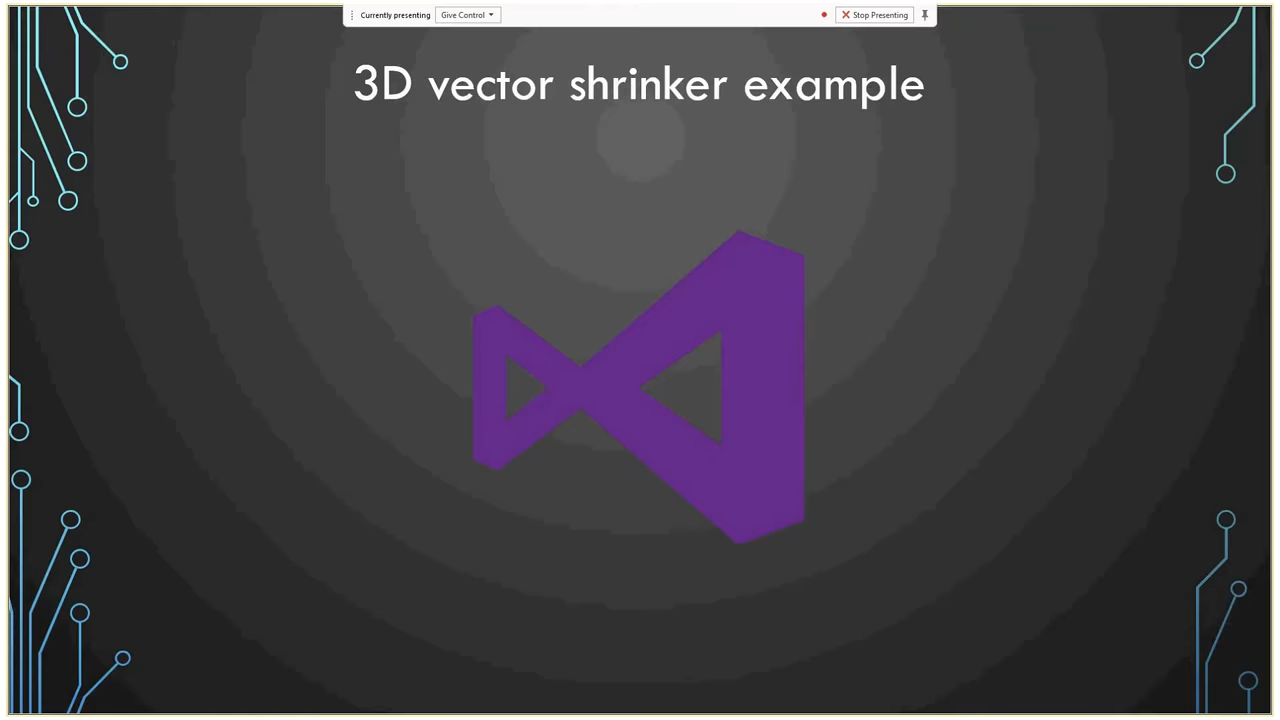 Currently presenting Give Control Stop Presenting
3D vector shrinker example